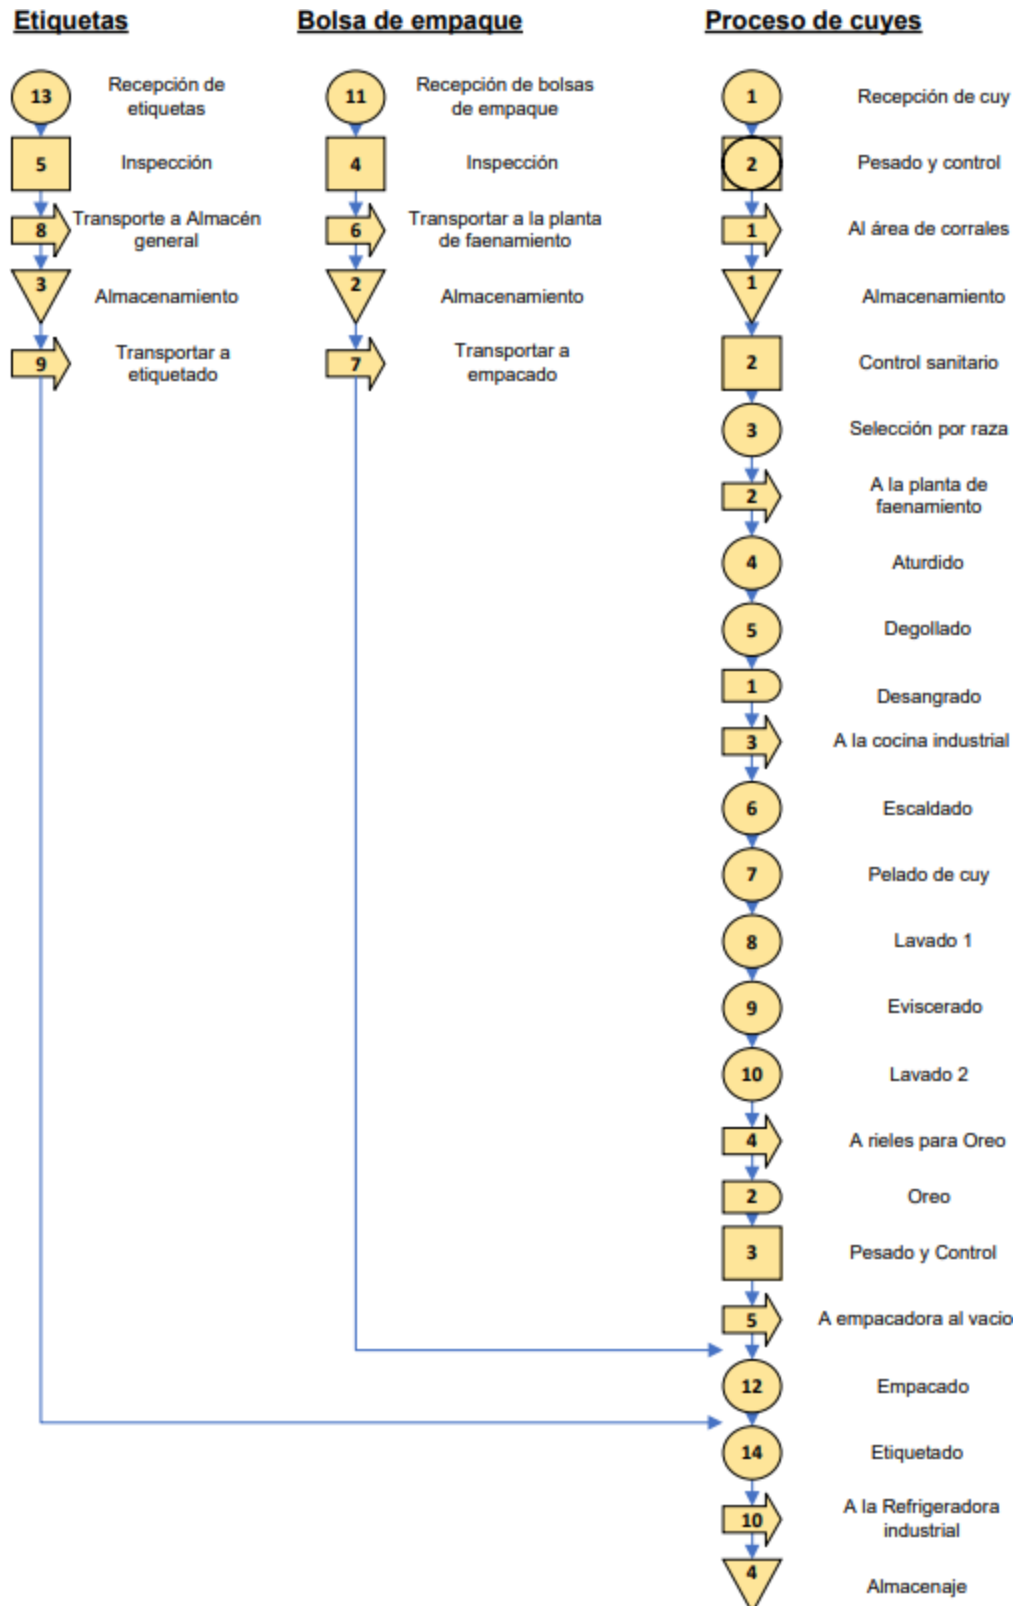 Etiquetas
13
Recepción de
etiquetas
5
Inspección
8
Transporte a Almacén
general
3
Almacenamiento
9
Transportar a
etiquetado
Bolsa de empaque
11
Recepción de bolsas
de empaque
4
Inspección
6
Transportar a la planta
de faenamiento
2
Almacenamiento
7
Transportar a
empacado
Proceso de cuyes
1
Recepción de cuy
2
Pesado y control
1
Al área de corrales
1
Almacenamiento
2
Control sanitario
3
Selección por raza
2
A la planta de
faenamiento
4
Aturdido
5
Degollado
1
Desangrado
3
A la cocina industrial
6
Escaldado
7
Pelado de cuy
8
Lavado 1
9
Eviscerado
10
Lavado 2
4
A rieles para Oreo
2
Oreo
3
Pesado y Control
5
A empacadora al vacio
12
Empacado
14
Etiquetado
10
A la Refrigeradora
industrial
4
Almacenaje